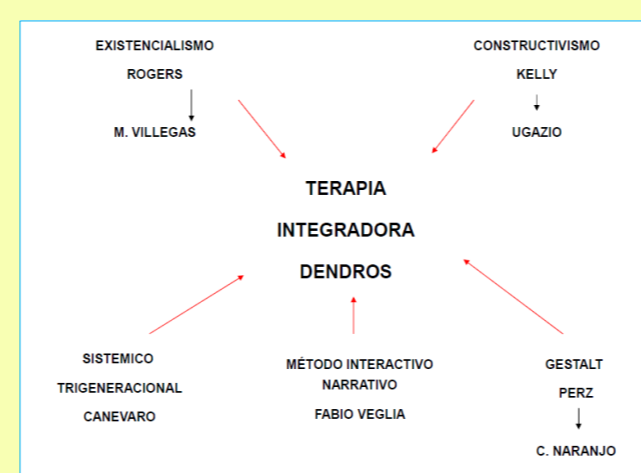 EXISTENCIALISMO
ROGERS
M. VILLEGAS
CONSTRUCTIVISMO
KELLY
UGAZIO
TERAPIA
INTEGRADORA
DENDROS
SISTEMICO
TRIGENERACIONAL
CANEVARO
MÉTODO INTERACTIVO
NARRATIVO
FABIO VEGLIA
GESTALT
PERZ
C. NARANJO